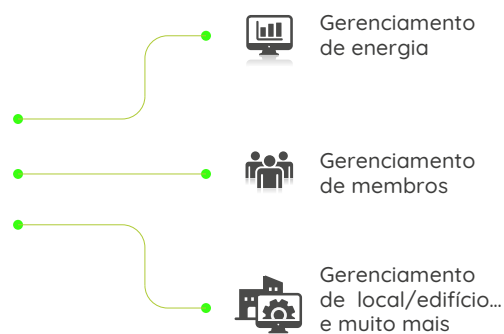 Gerenciamento
de energia
Gerenciamento
de membros
Gerenciamento
de local/edifício...
e muito mais